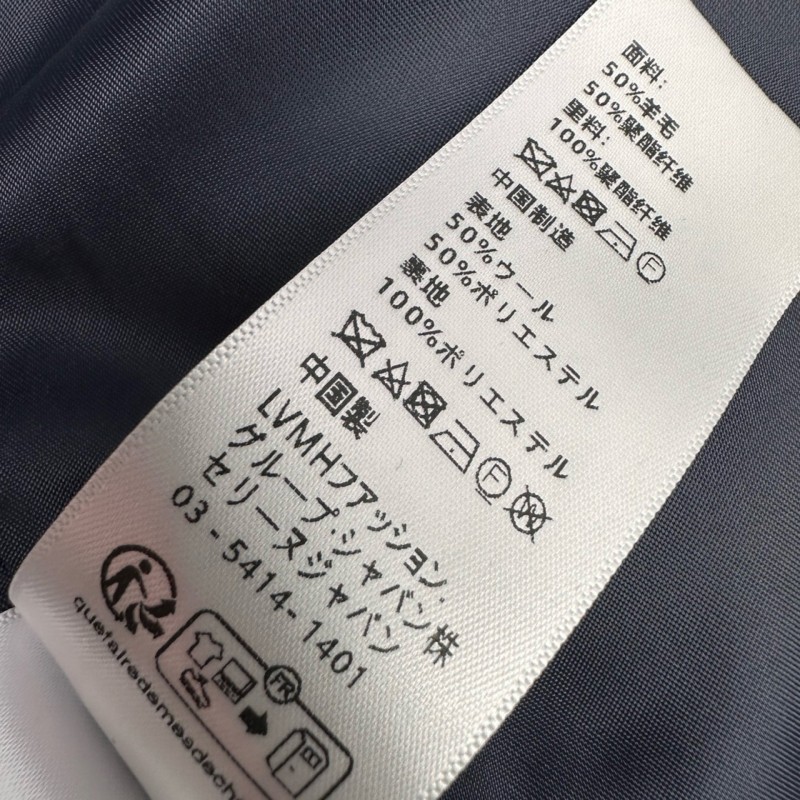 面料:
50%羊毛
50%聚酯纤维
里料:
100%聚酯纤维
F
中国制造
表地
50%ウール
50%ポリエステル
裏地
100%ポリエステル
F W
中国製
LVMHファッション.
グループ.ジャパン株
セリーヌジャパン
03-5414-1401
FR
quefairedemesdech